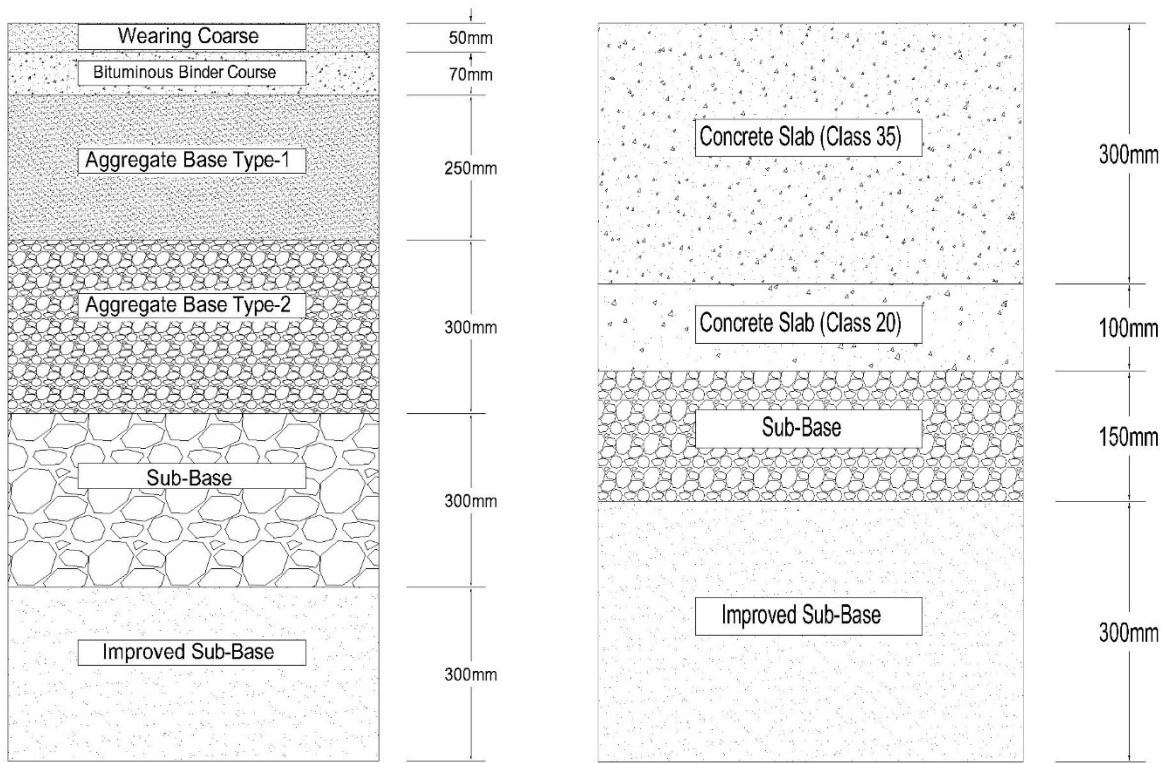 Wearing Coarse
50mm
Bituminous Binder Course
70mm
Aggregate Base Type-1
250mm
Aggregate Base Type-2
300mm
Sub-Base
300mm
Improved Sub-Base
300mm
Concrete Slab (Class 35)
300mm
Concrete Slab (Class 20)
100mm
Sub-Base
150mm
Improved Sub-Base
300mm